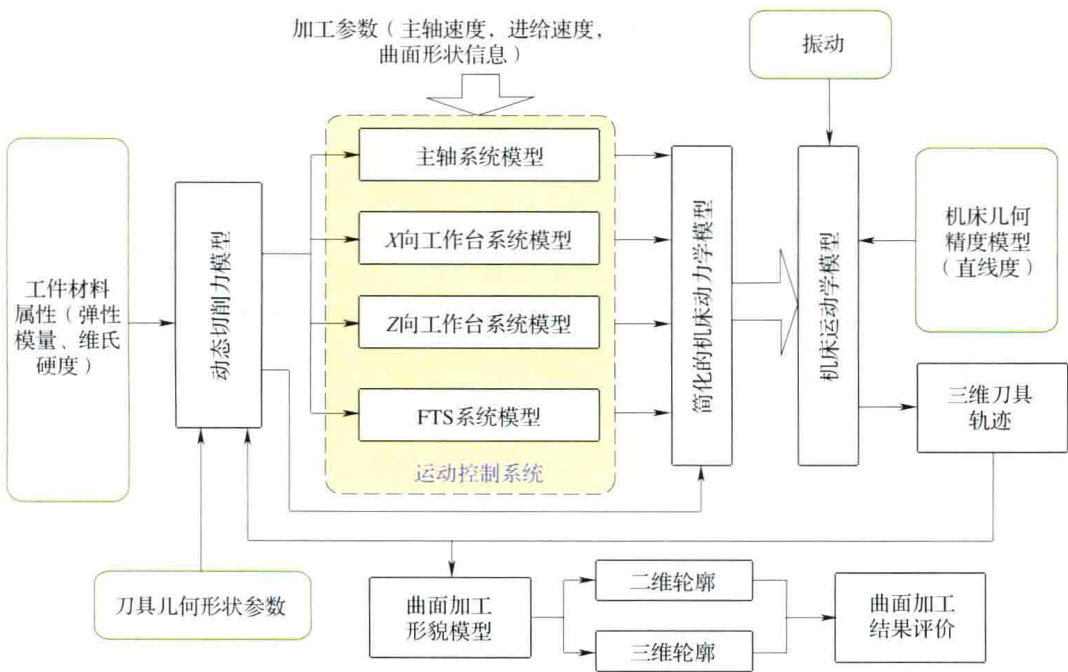 加工参数（主轴速度，进给速度，
曲面形状信息）
振动
主轴系统模型
X向工作台系统模型
Z向工作台系统模型
FTS系统模型
运动控制系统
工件材料
属性（弹性
模量、维氏
硬度）
动态切削力模型
简化的机床动力学模型
机床运动学模型
机床几何
精度模型
（直线度）
三维刀具
轨迹
刀具几何形状参数
曲面加工
形貌模型
二维轮廓
三维轮廓
曲面加工
结果评价